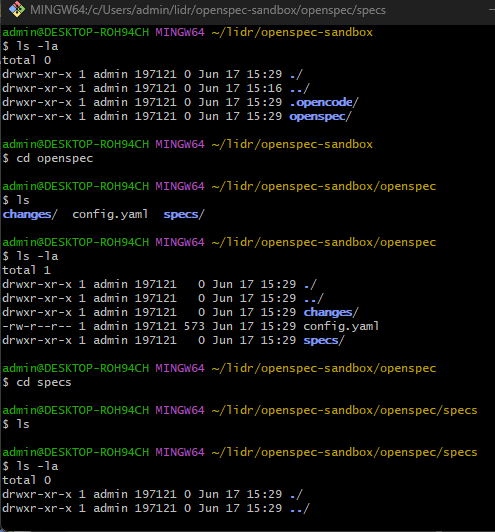 MINGW64:/c/Users/admin/lidr/openspec-sandbox/openspec/specs
admin@DESKTOP-ROH94CH MINGW64 ~/lidr/openspec-sandbox
$ ls -la
total 0
drwxr-xr-x 1 admin 197121 0 Jun 17 15:29 ./
drwxr-xr-x 1 admin 197121 0 Jun 17 15:16 ../
drwxr-xr-x 1 admin 197121 0 Jun 17 15:29 .opencode/
drwxr-xr-x 1 admin 197121 0 Jun 17 15:29 openspec/
admin@DESKTOP-ROH94CH MINGW64 ~/lidr/openspec-sandbox
$ cd openspec
admin@DESKTOP-ROH94CH MINGW64 ~/lidr/openspec-sandbox/openspec
$ ls
changes/  config.yaml  specs/
admin@DESKTOP-ROH94CH MINGW64 ~/lidr/openspec-sandbox/openspec
$ ls -la
total 1
drwxr-xr-x 1 admin 197121   0 Jun 17 15:29 ./
drwxr-xr-x 1 admin 197121   0 Jun 17 15:29 ../
drwxr-xr-x 1 admin 197121   0 Jun 17 15:29 changes/
-rw-r--r-- 1 admin 197121 573 Jun 17 15:29 config.yaml
drwxr-xr-x 1 admin 197121   0 Jun 17 15:29 specs/
admin@DESKTOP-ROH94CH MINGW64 ~/lidr/openspec-sandbox/openspec
$ cd specs
admin@DESKTOP-ROH94CH MINGW64 ~/lidr/openspec-sandbox/openspec/specs
$ ls
admin@DESKTOP-ROH94CH MINGW64 ~/lidr/openspec-sandbox/openspec/specs
$ ls -la
total 0
drwxr-xr-x 1 admin 197121 0 Jun 17 15:29 ./
drwxr-xr-x 1 admin 197121 0 Jun 17 15:29 ../